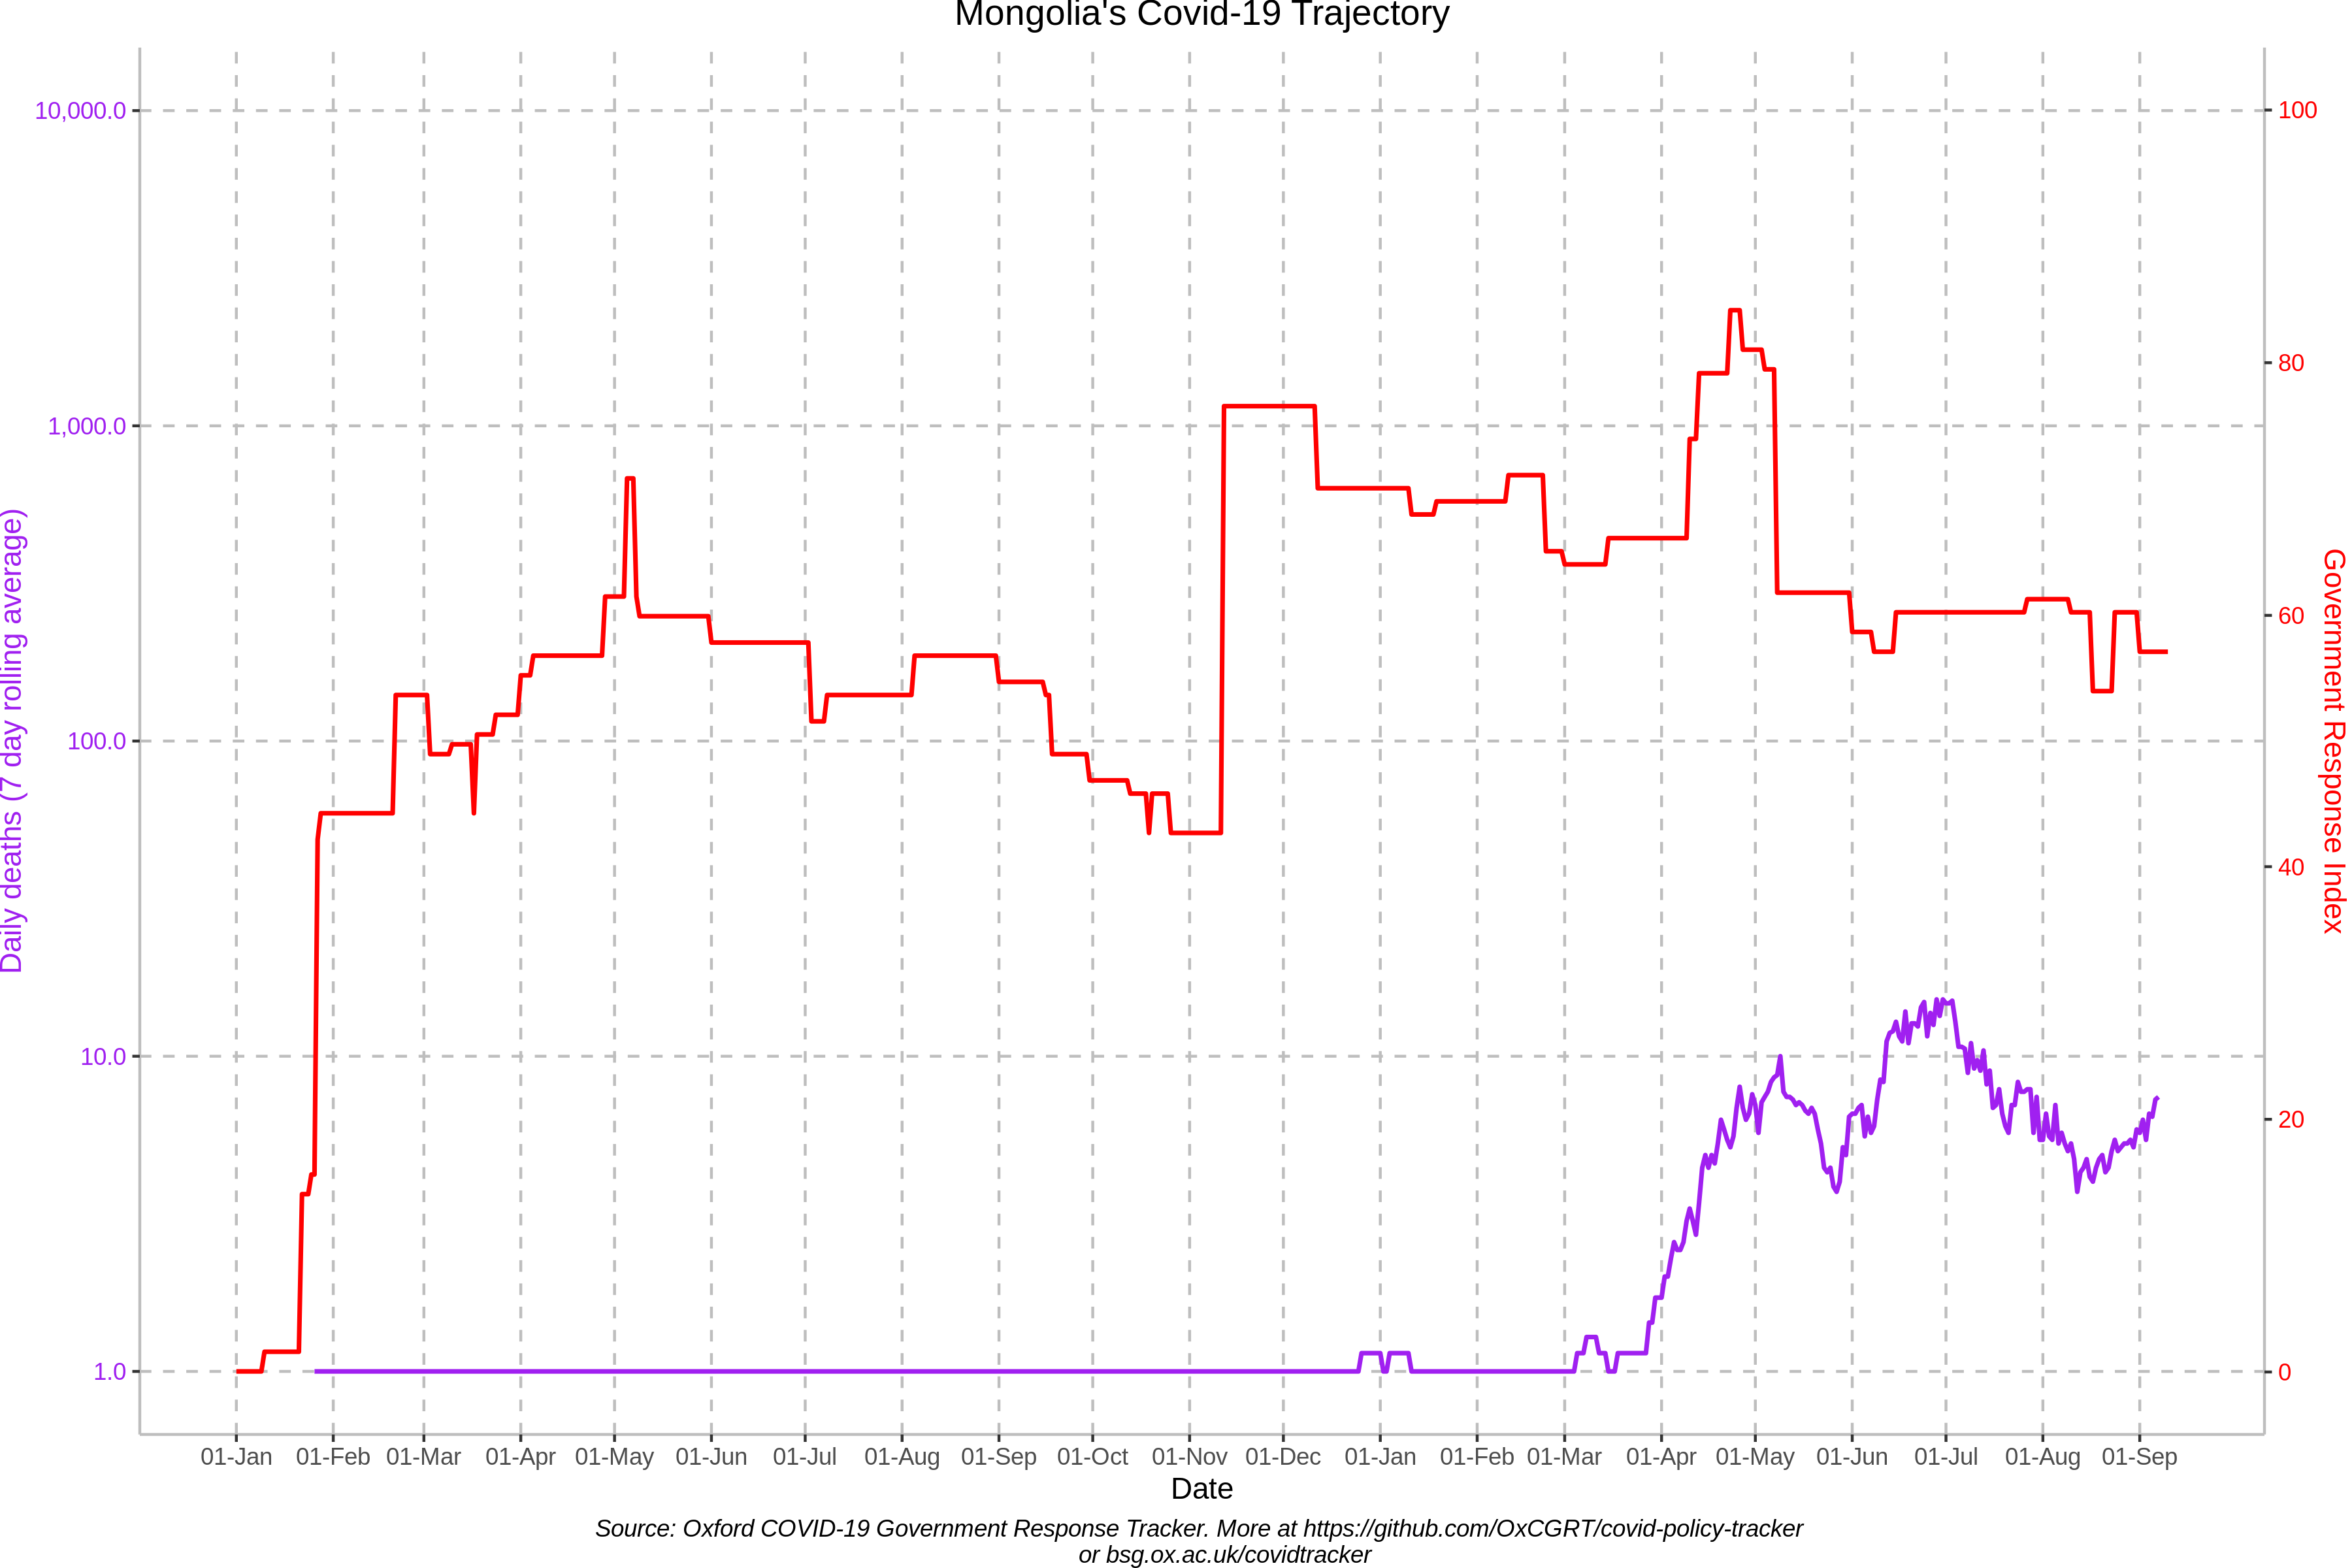 Mongolia's Covid-19 Trajectory
10,000.0
1,000.0
100.0
10.0
1.0
Daily deaths (7 day rolling average)
100
80
60
40
20
0
Government Response Index
01-Jan 01-Feb 01-Mar 01-Apr 01-May 01-Jun 01-Jul 01-Aug 01-Sep 01-Oct 01-Nov 01-Dec 01-Jan 01-Feb 01-Mar 01-Apr 01-May 01-Jun 01-Jul 01-Aug 01-Sep
Date
Source: Oxford COVID-19 Government Response Tracker. More at https://github.com/OxCGRT/covid-policy-tracker
or bsg.ox.ac.uk/covidtracker